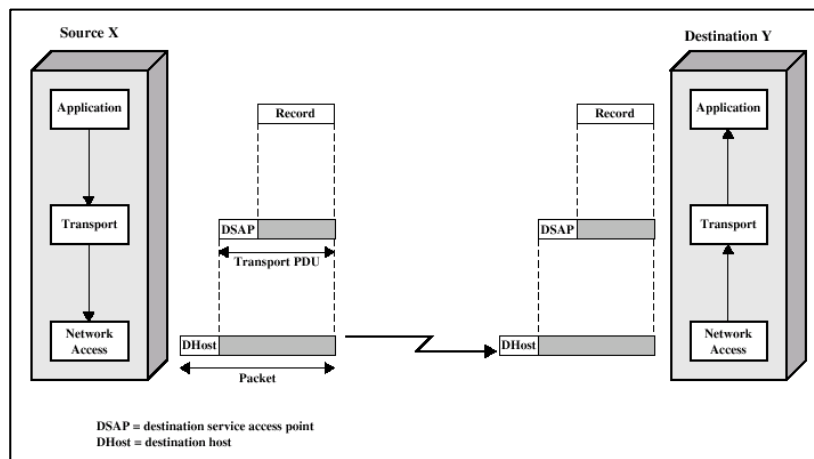 Source X
Destination Y
Application
Record
Record
Application
Transport
DSAP
DSAP
Transport
Transport PDU
Network
Access
DHost
DHost
Network
Access
Packet
DSAP = destination service access point
DHost = destination host